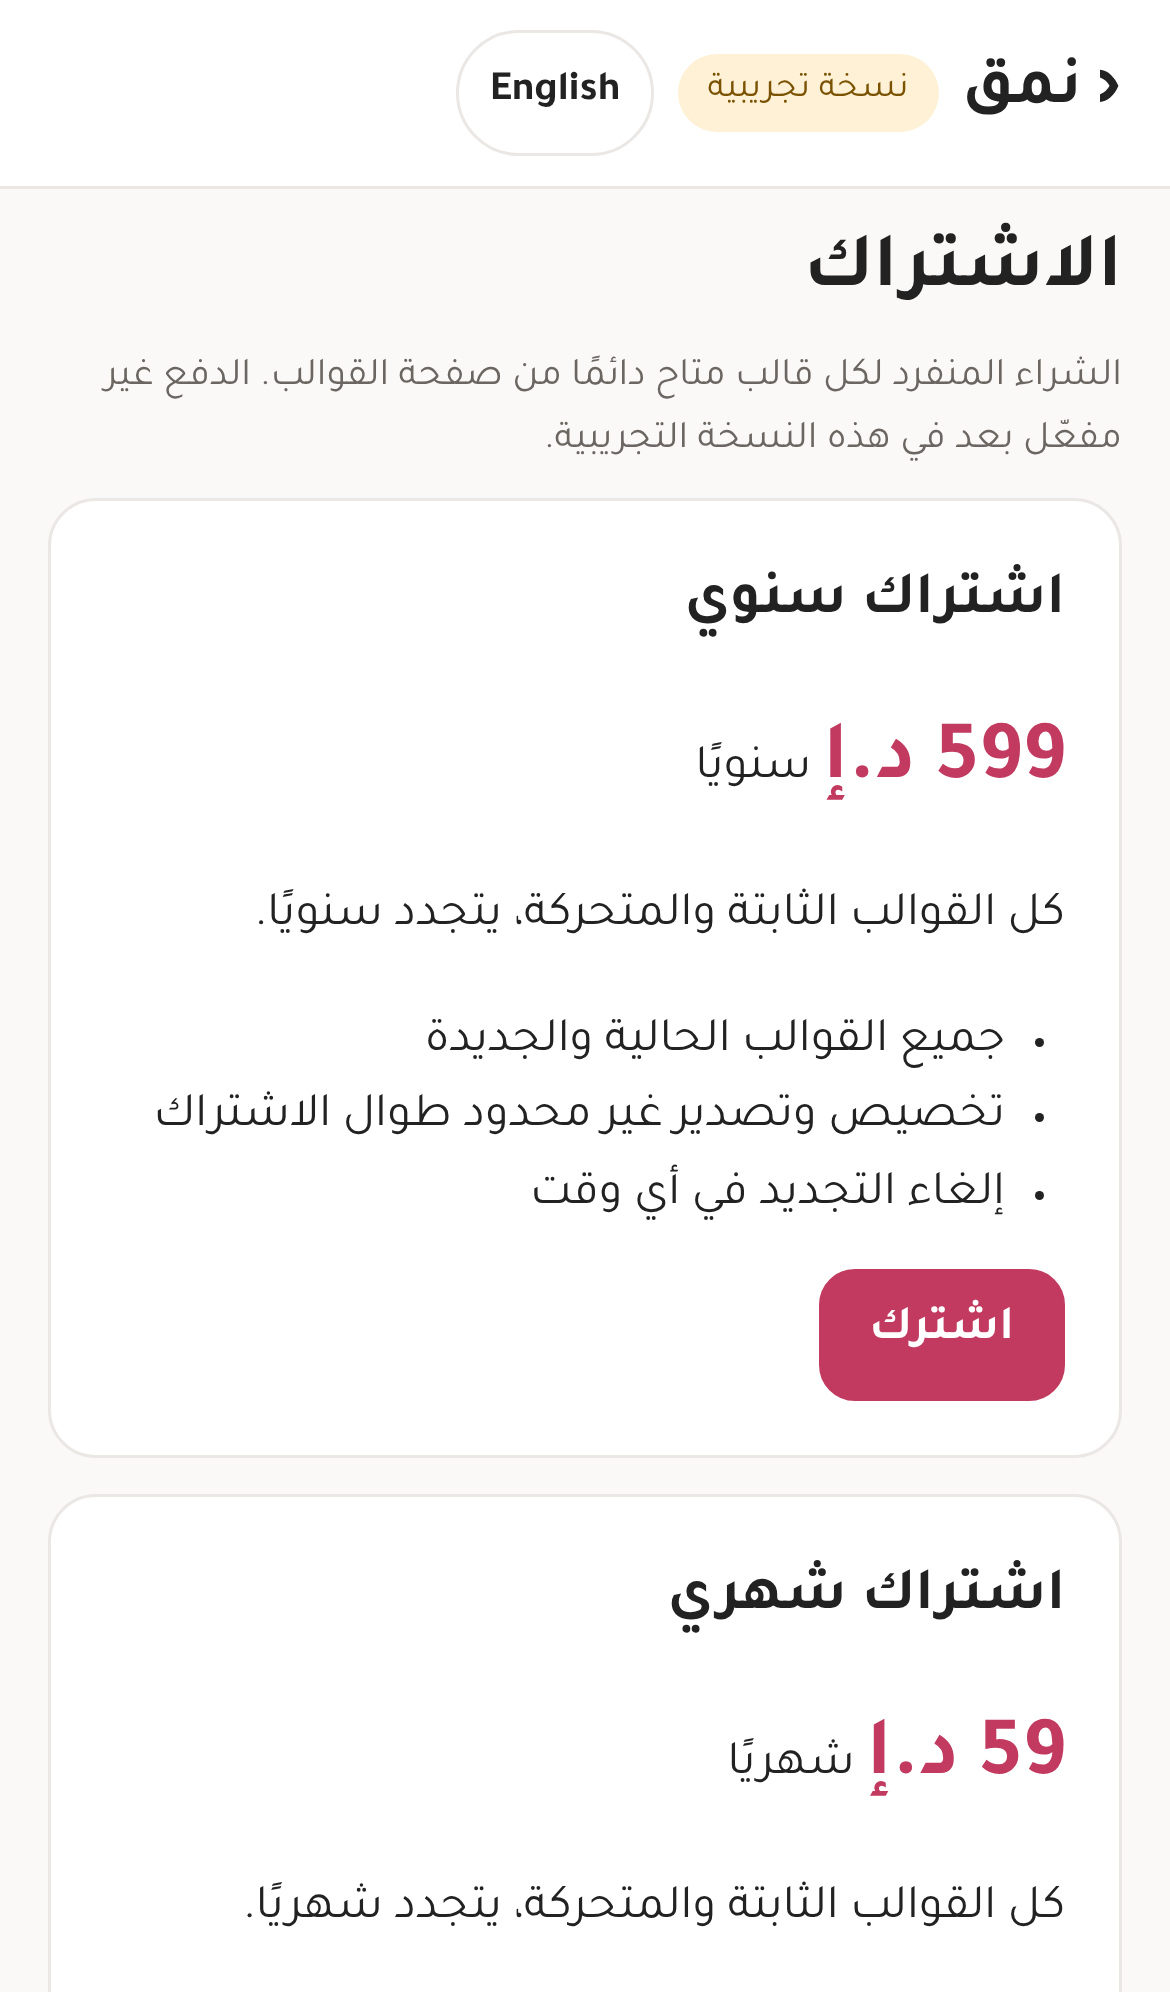 ‹ نمق
نسخة تجريبية
English
الاشتراك
الشراء المنفرد لكل قالب متاح دائمًا من صفحة القوالب. الدفع غير
مفعّل بعد في هذه النسخة التجريبية.
اشتراك سنوي
599 د.إ سنويًا
كل القوالب الثابتة والمتحركة، يتجدد سنويًا.
• جميع القوالب الحالية والجديدة
• تخصيص وتصدير غير محدود طوال الاشتراك
• إلغاء التجديد في أي وقت
اشترك
اشتراك شهري
59 د.إ شهريًا
كل القوالب الثابتة والمتحركة، يتجدد شهريًا.